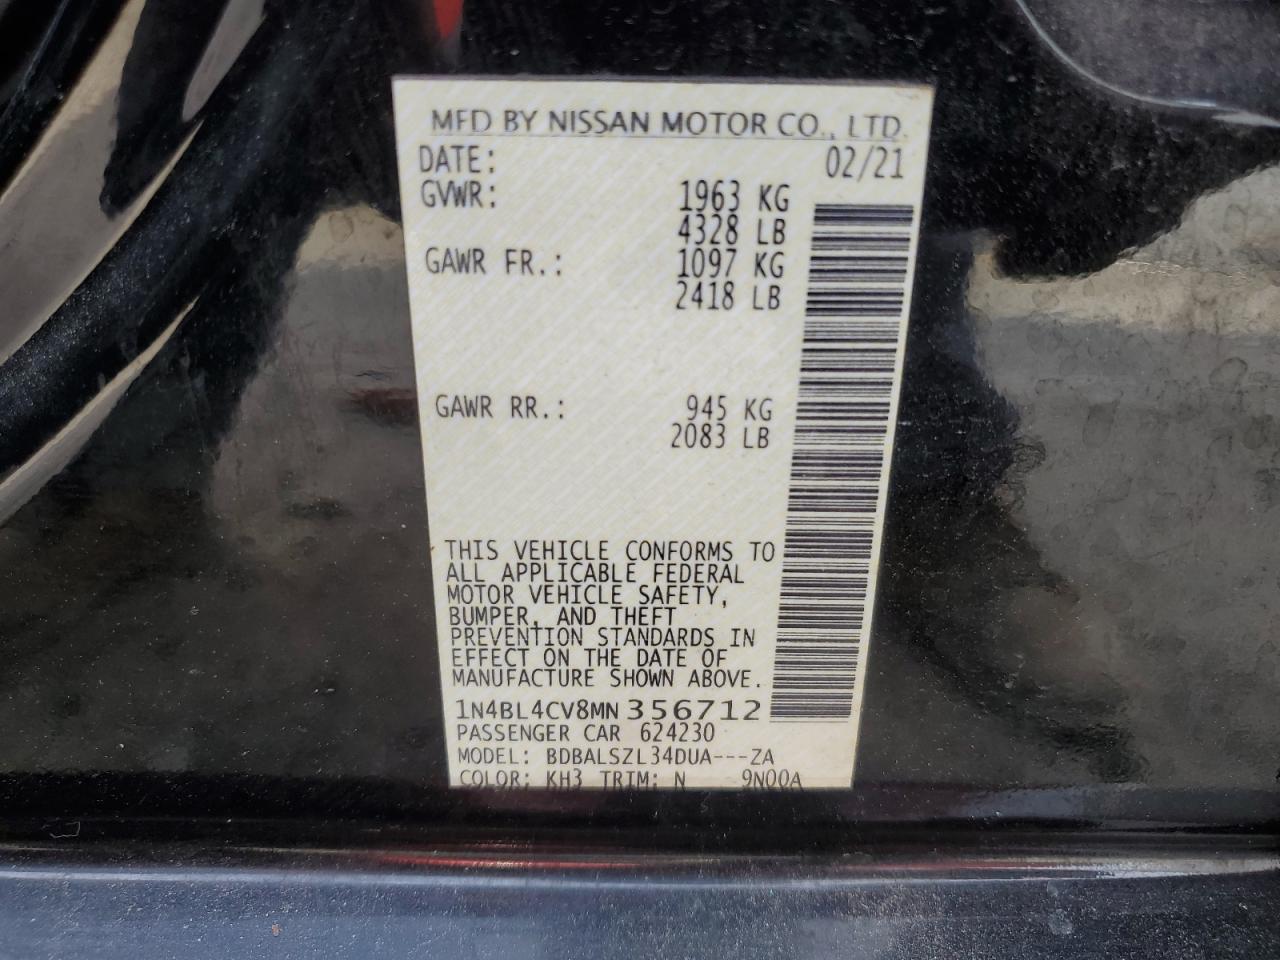 MFD BY NISSAN MOTOR CO., LTD.
DATE: 02/21
GVWR: 1963 KG
4328 LB
GAWR FR.: 1097 KG
2418 LB
GAWR RR.: 945 KG
2083 LB
THIS VEHICLE CONFORMS TO
ALL APPLICABLE FEDERAL
MOTOR VEHICLE SAFETY,
BUMPER, AND THEFT
PREVENTION STANDARDS IN
EFFECT ON THE DATE OF
MANUFACTURE SHOWN ABOVE.
1N4BL4CV8MN 356712
PASSENGER CAR 624230
MODEL: BDBALSZL34DUA---ZA
COLOR: KH3 TRIM: N 9N00A